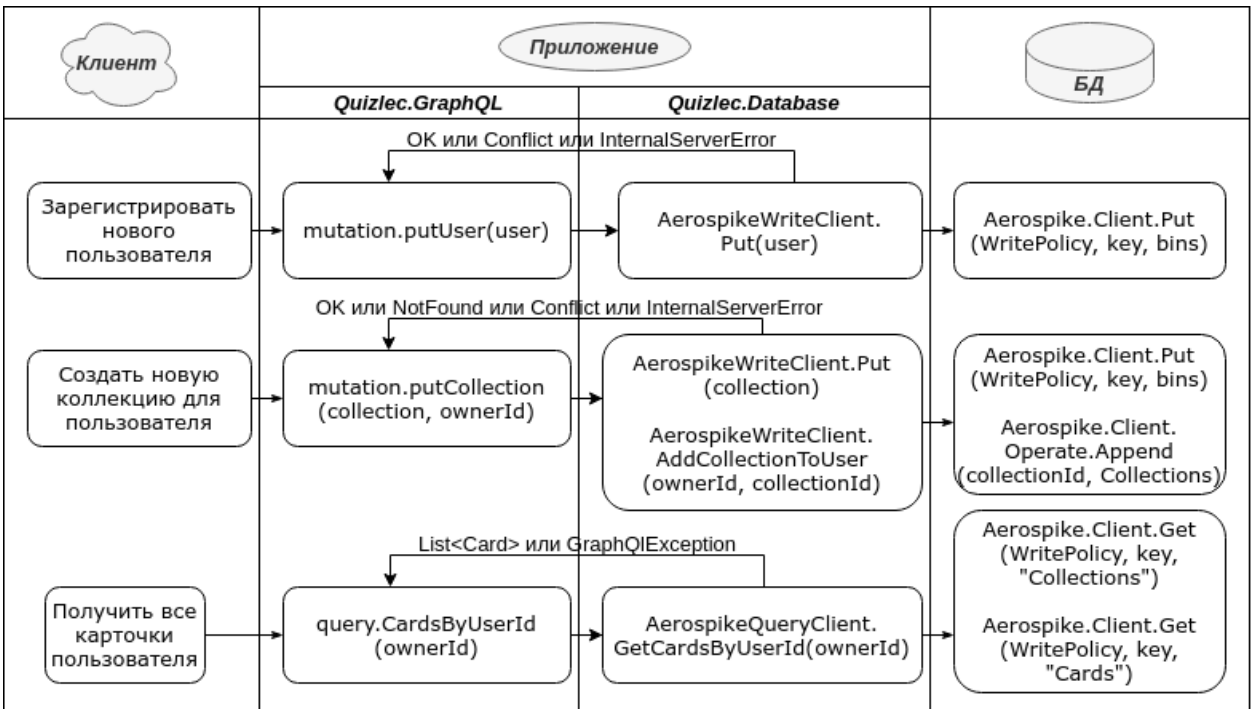 Клиент
Приложение
БД
Quizlec.GraphQL
Quizlec.Database
OK или Conflict или InternalServerError
Зарегистрировать
нового
пользователя
mutation.putUser(user)
AerospikeWriteClient.
Put(user)
Aerospike.Client.Put
(WritePolicy, key, bins)
OK или NotFound или Conflict или InternalServerError
Создать новую
коллекцию для
пользователя
mutation.putCollection
(collection, ownerId)
AerospikeWriteClient.Put
(collection)
AerospikeWriteClient.
AddCollectionToUser
(ownerId, collectionId)
Aerospike.Client.Put
(WritePolicy, key, bins)
Aerospike.Client.
Operate.Append
(collectionId, Collections)
List<Card> или GraphQlException
Получить все
карточки
пользователя
query.CardsByUserId
(ownerId)
AerospikeQueryClient.
GetCardsByUserId(ownerId)
Aerospike.Client.Get
(WritePolicy, key,
"Collections")
Aerospike.Client.Get
(WritePolicy, key,
"Cards")